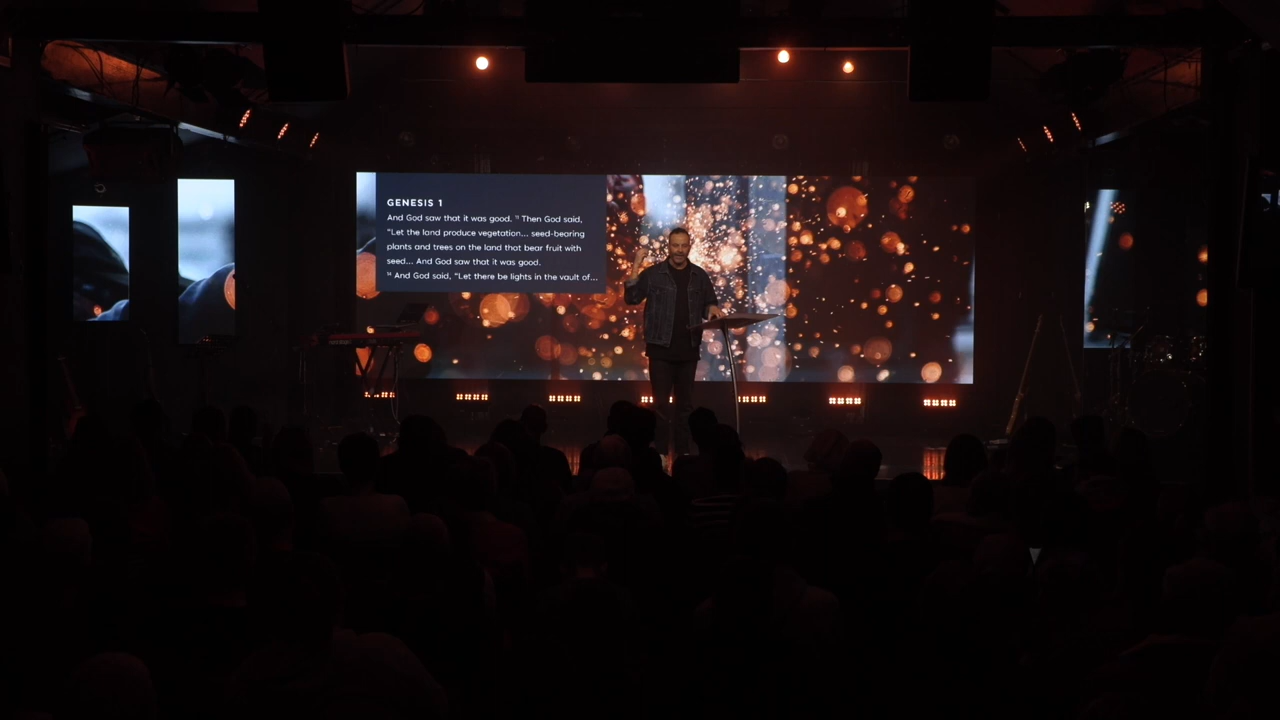 GENESIS 1
And God saw that it was good. ¹¹ Then God said,
“Let the land produce vegetation... seed-bearing
plants and trees on the land that bear fruit with
seed... And God saw that it was good.
¹⁴ And God said, “Let there be lights in the vault of...